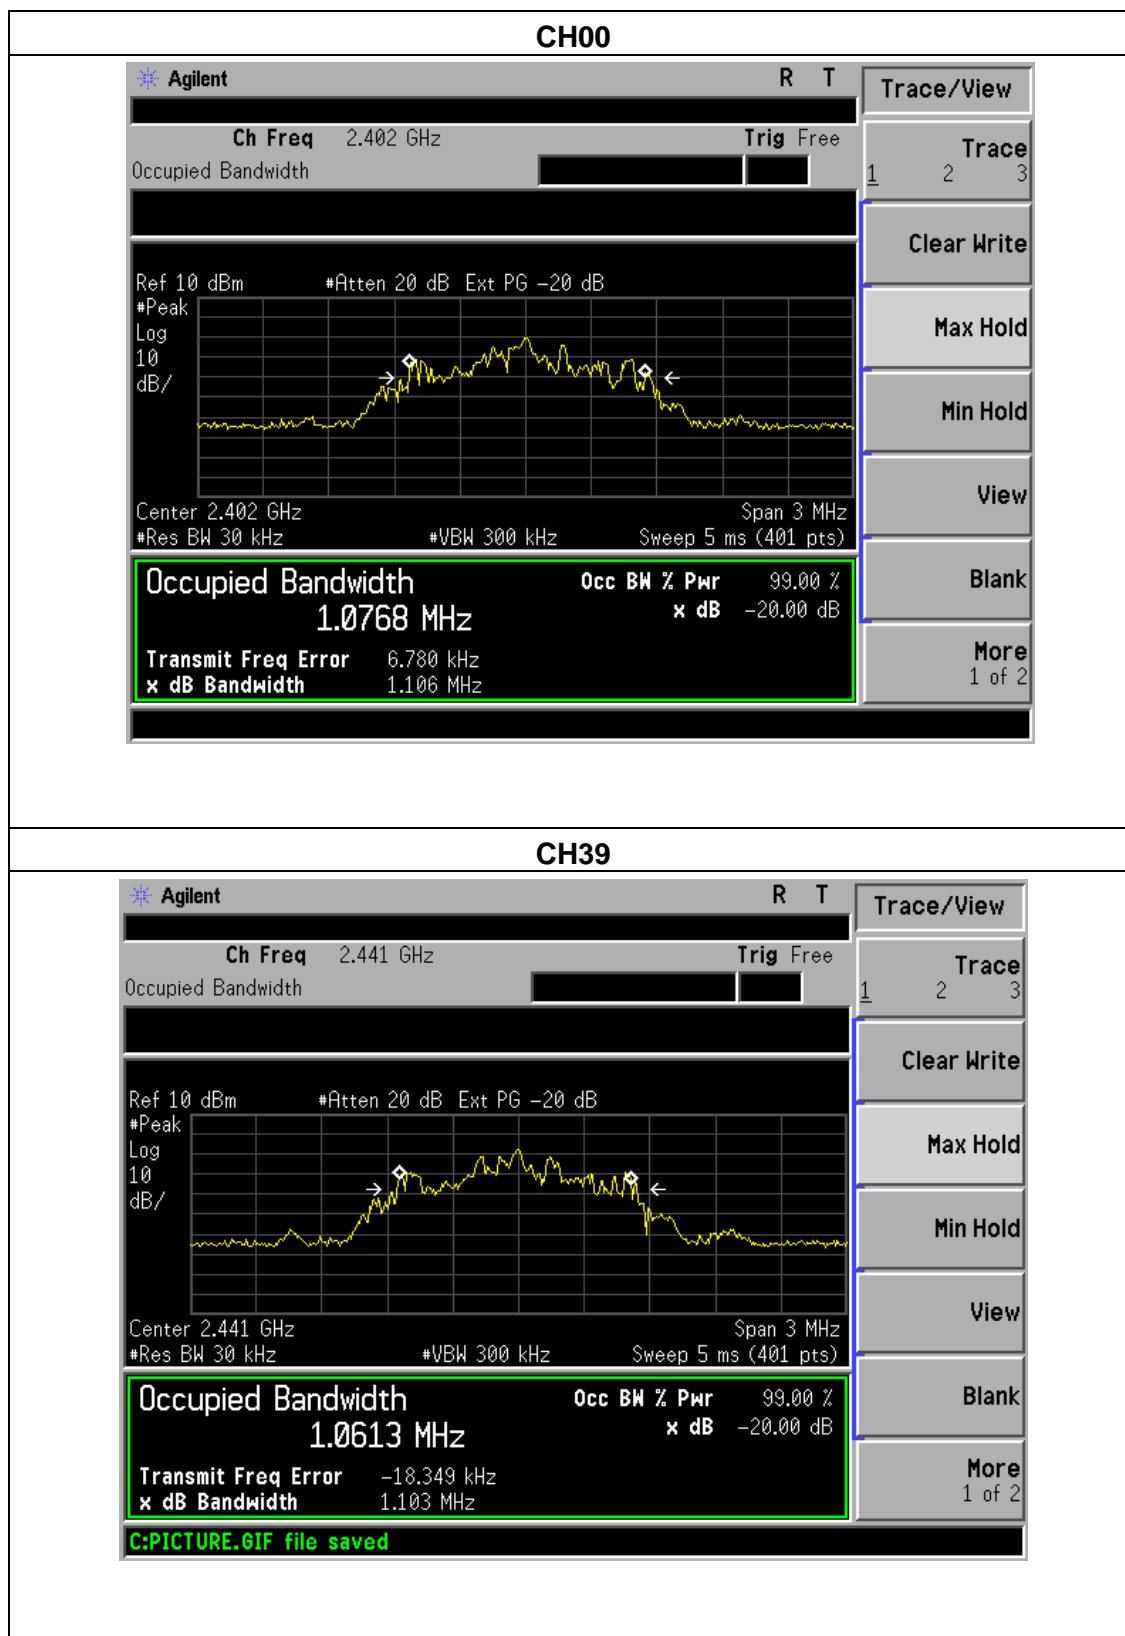 CH00
Agilent R T
Trace/View
Ch Freq 2.402 GHz Trig Free
Occupied Bandwidth
Trace
1 2 3
Clear Write
Max Hold
Min Hold
View
Blank
More
1 of 2
Ref 10 dBm #Atten 20 dB Ext PG -20 dB
#Peak
Log
10
dB/
Center 2.402 GHz Span 3 MHz
#Res BW 30 kHz #VBW 300 kHz Sweep 5 ms (401 pts)
Occupied Bandwidth Occ BW % Pwr 99.00 %
1.0768 MHz x dB -20.00 dB
Transmit Freq Error 6.780 kHz
x dB Bandwidth 1.106 MHz
CH39
Agilent R T
Trace/View
Ch Freq 2.441 GHz Trig Free
Occupied Bandwidth
Trace
1 2 3
Clear Write
Max Hold
Min Hold
View
Blank
More
1 of 2
Ref 10 dBm #Atten 20 dB Ext PG -20 dB
#Peak
Log
10
dB/
Center 2.441 GHz Span 3 MHz
#Res BW 30 kHz #VBW 300 kHz Sweep 5 ms (401 pts)
Occupied Bandwidth Occ BW % Pwr 99.00 %
1.0613 MHz x dB -20.00 dB
Transmit Freq Error -18.349 kHz
x dB Bandwidth 1.103 MHz
C:PICTURE.GIF file saved